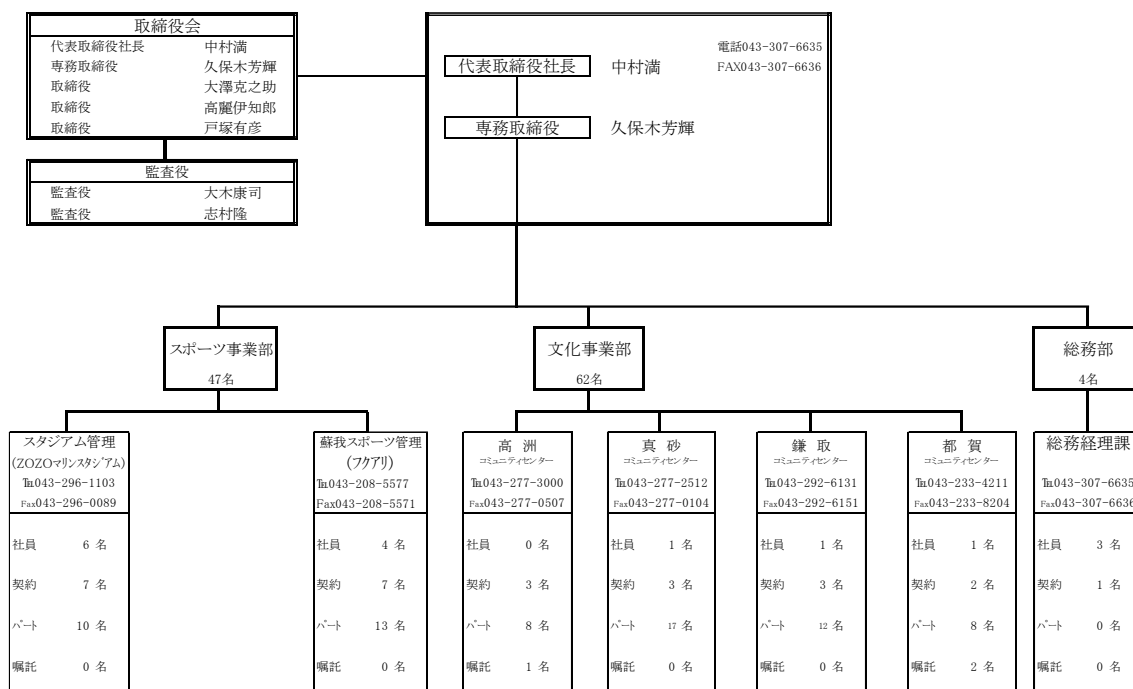 取締役会
代表取締役社長 中村満
専務取締役 久保木芳輝
取締役 大澤克之助
取締役 高麗伊知郎
取締役 戸塚有彦
監査役
監査役 大木康司
監査役 志村隆
電話043-307-6635
FAX043-307-6636
代表取締役社長 中村満
専務取締役 久保木芳輝
スポーツ事業部
47名
文化事業部
62名
総務部
4名
スタジアム管理
(ZOZOマリンスタジアム)
℡043-296-1103
Fax043-296-0089
社員 6 名
契約 7 名
パート 10 名
嘱託 0 名
蘇我スポーツ管理
(フクアリ)
℡043-208-5577
Fax043-208-5571
社員 4 名
契約 7 名
パート 13 名
嘱託 0 名
高 洲
コミュニティセンター
℡043-277-3000
Fax043-277-0507
社員 0 名
契約 3 名
パート 8 名
嘱託 1 名
真 砂
コミュニティセンター
℡043-277-2512
Fax043-277-0104
社員 1 名
契約 3 名
パート 17 名
嘱託 0 名
鎌 取
コミュニティセンター
℡043-292-6131
Fax043-292-6151
社員 1 名
契約 3 名
パート 12 名
嘱託 0 名
都 賀
コミュニティセンター
℡043-233-4211
Fax043-233-8204
社員 1 名
契約 2 名
パート 8 名
嘱託 2 名
総務経理課
℡043-307-6635
Fax043-307-6636
社員 3 名
契約 1 名
パート 0 名
嘱託 0 名